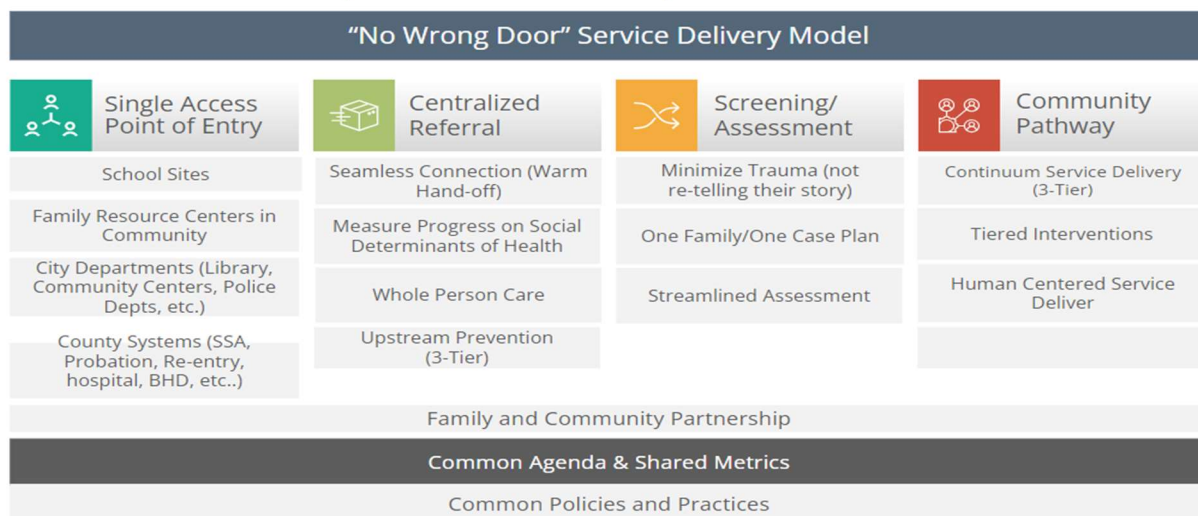 “No Wrong Door” Service Delivery Model
Single Access
Point of Entry
School Sites
Family Resource Centers in
Community
City Departments (Library,
Community Centers, Police
Depts, etc.)
County Systems (SSA,
Probation, Re-entry,
hospital, BHD, etc..)
Centralized
Referral
Seamless Connection (Warm
Hand-off)
Measure Progress on Social
Determinants of Health
Whole Person Care
Upstream Prevention
(3-Tier)
Screening/
Assessment
Minimize Trauma (not
re-telling their story)
One Family/One Case Plan
Streamlined Assessment
Community
Pathway
Continuum Service Delivery
(3-Tier)
Tiered Interventions
Human Centered Service
Deliver
Family and Community Partnership
Common Agenda & Shared Metrics
Common Policies and Practices